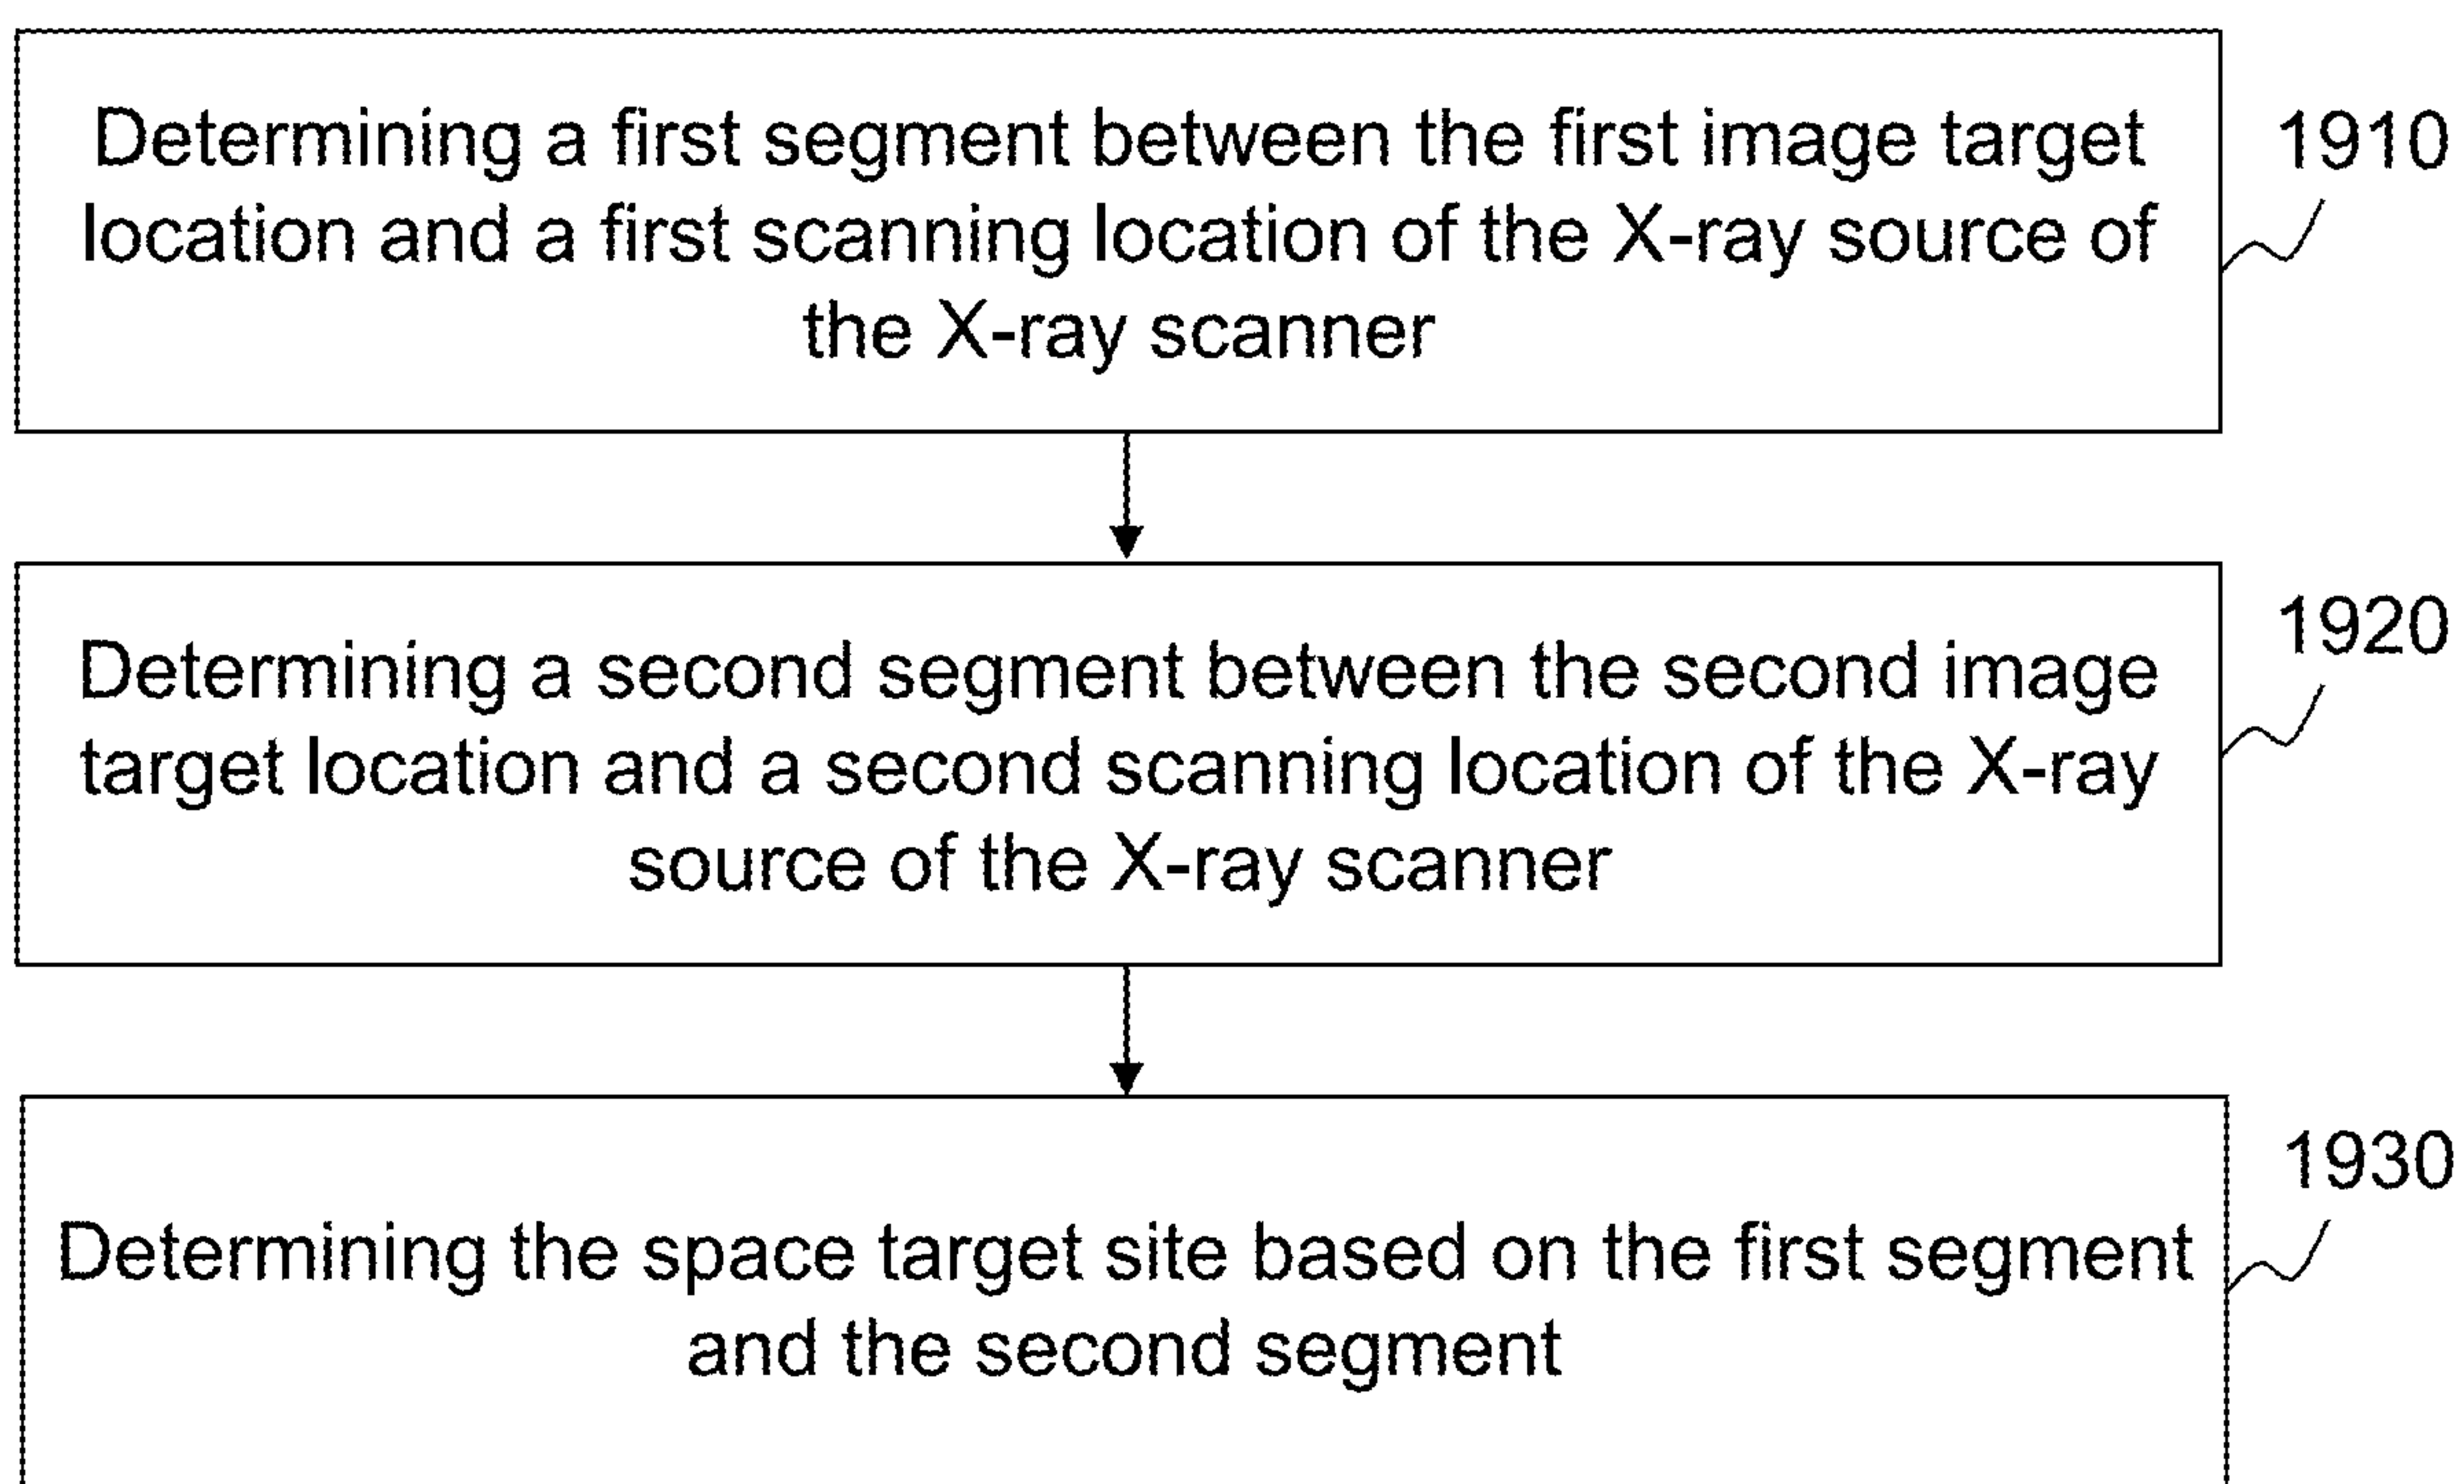 Determining a first segment between the first image target
location and a first scanning location of the X-ray source of
the X-ray scanner
1910
Determining a second segment between the second image
target location and a second scanning location of the X-ray
source of the X-ray scanner
1920
Determining the space target site based on the first segment
and the second segment
1930